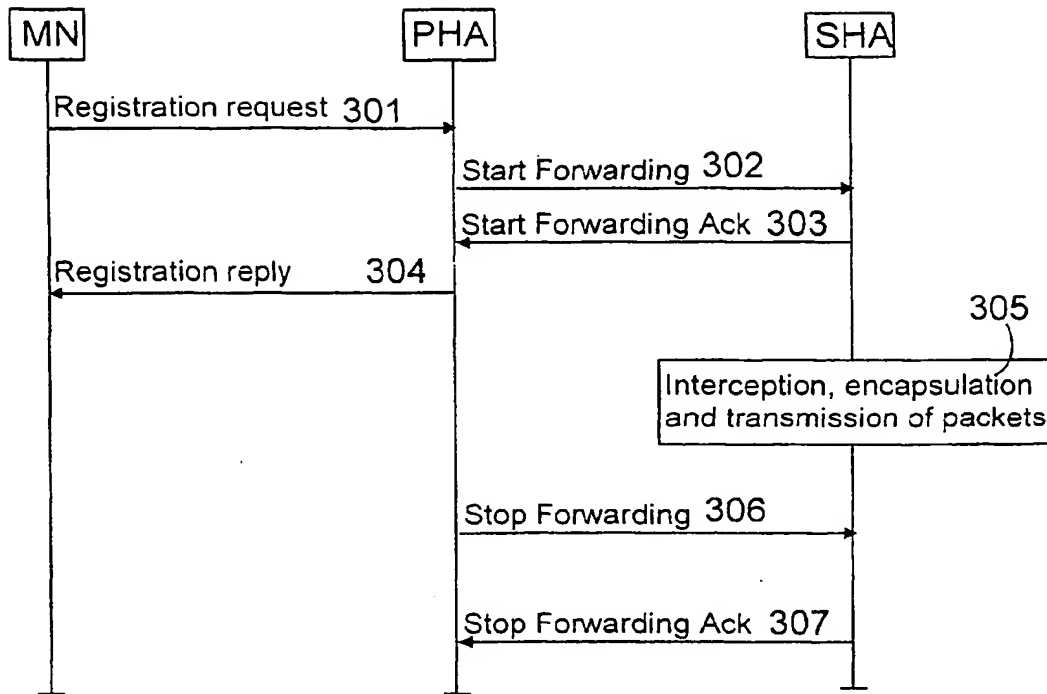 MN PHA SHA
Registration request 301
Start Forwarding 302
Start Forwarding Ack 303
Registration reply 304
305
Interception, encapsulation
and transmission of packets
Stop Forwarding 306
Stop Forwarding Ack 307